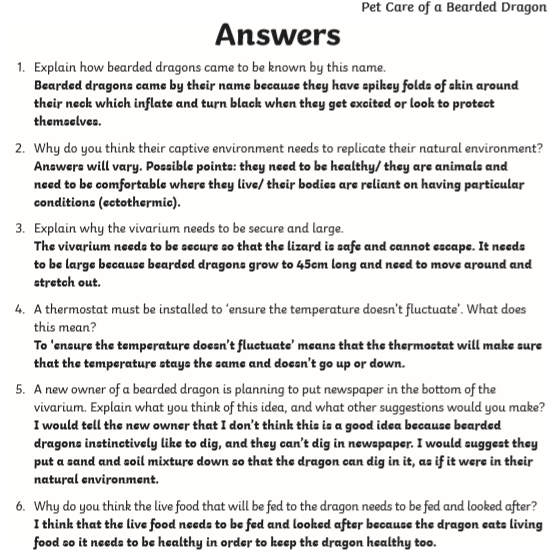 Pet Care of a Bearded Dragon
Answers
1. Explain how bearded dragons came to be known by this name.
Bearded dragons came by their name because they have spikey folds of skin around
their neck which inflate and turn black when they get excited or look to protect
themselves.
2. Why do you think their captive environment needs to replicate their natural environment?
Answers will vary. Possible points: they need to be healthy/ they are animals and
need to be comfortable where they live/ their bodies are reliant on having particular
conditions (ectothermic).
3. Explain why the vivarium needs to be secure and large.
The vivarium needs to be secure so that the lizard is safe and cannot escape. It needs
to be large because bearded dragons grow to 45cm long and need to move around and
stretch out.
4. A thermostat must be installed to ‘ensure the temperature doesn’t fluctuate’. What does
this mean?
To ‘ensure the temperature doesn’t fluctuate’ means that the thermostat will make sure
that the temperature stays the same and doesn’t go up or down.
5. A new owner of a bearded dragon is planning to put newspaper in the bottom of the
vivarium. Explain what you think of this idea, and what other suggestions would you make?
I would tell the new owner that I don’t think this is a good idea because bearded
dragons instinctively like to dig, and they can’t dig in newspaper. I would suggest they
put a sand and soil mixture down so that the dragon can dig in it, as if it were in their
natural environment.
6. Why do you think the live food that will be fed to the dragon needs to be fed and looked after?
I think that the live food needs to be fed and looked after because the dragon eats living
food so it needs to be healthy in order to keep the dragon healthy too.